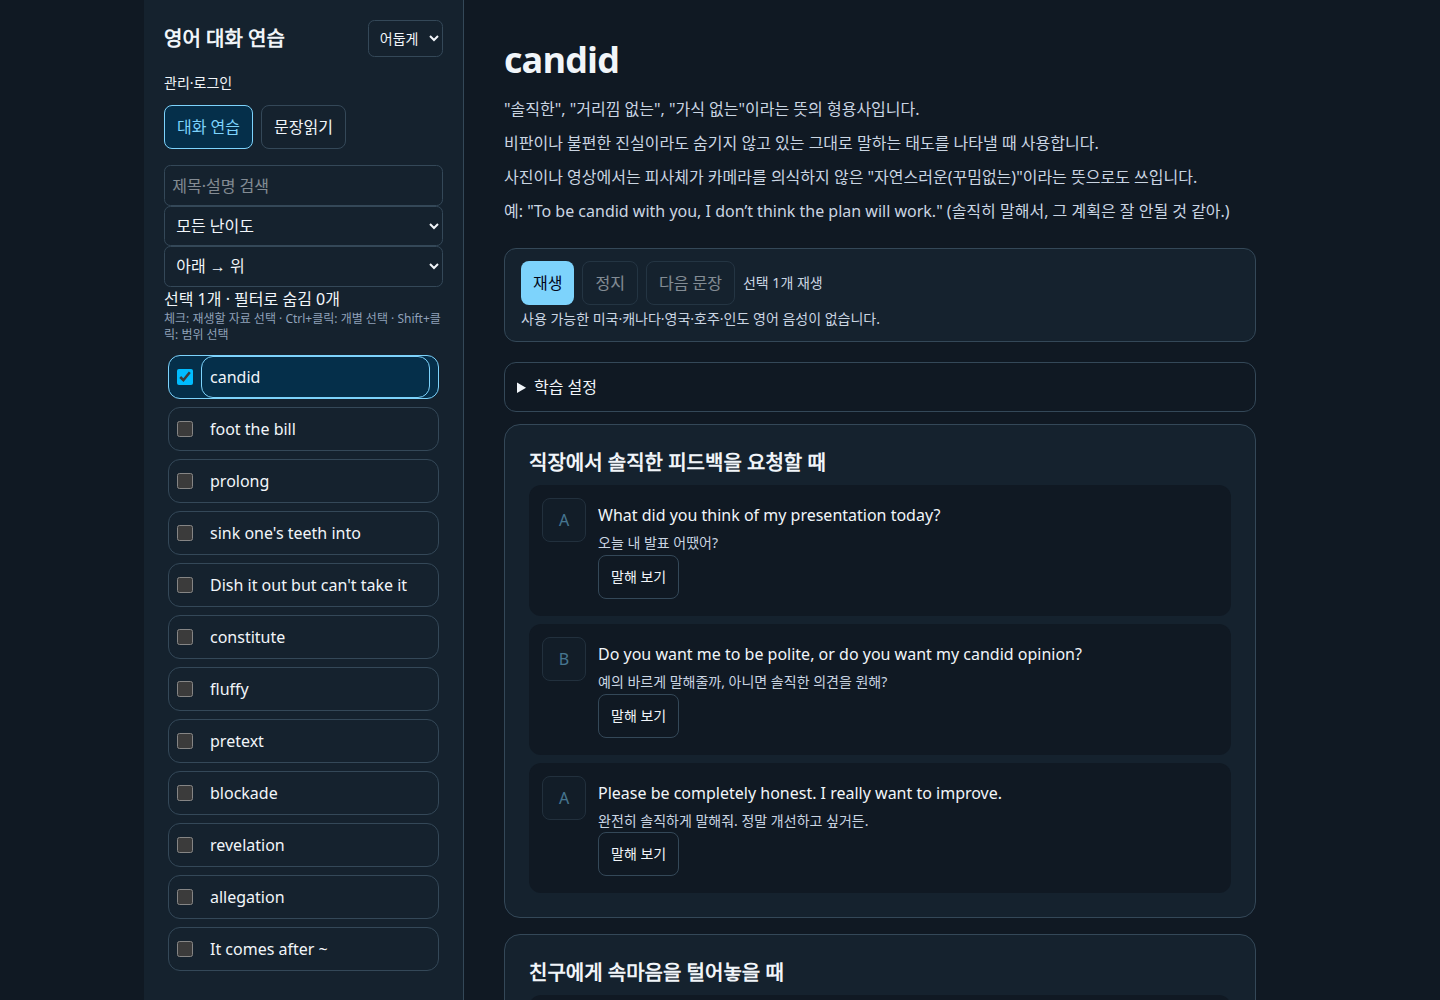 영어 대화 연습
어둡게
관리·로그인
대화 연습
문장읽기
제목·설명 검색
모든 난이도
아래 → 위
선택 1개 · 필터로 숨김 0개
체크: 재생할 자료 선택 · Ctrl+클릭: 개별 선택 · Shift+클
릭: 범위 선택
candid
foot the bill
prolong
sink one's teeth into
Dish it out but can't take it
constitute
fluffy
pretext
blockade
revelation
allegation
It comes after ~
candid
"솔직한", "거리낌 없는", "가식 없는"이라는 뜻의 형용사입니다.
비판이나 불편한 진실이라도 숨기지 않고 있는 그대로 말하는 태도를 나타낼 때 사용합니다.
사진이나 영상에서는 피사체가 카메라를 의식하지 않은 "자연스러운(꾸밈없는)"이라는 뜻으로도 쓰입니다.
예: "To be candid with you, I don’t think the plan will work." (솔직히 말해서, 그 계획은 잘 안될 것 같아.)
재생
정지
다음 문장
선택 1개 재생
사용 가능한 미국·캐나다·영국·호주·인도 영어 음성이 없습니다.
▶ 학습 설정
직장에서 솔직한 피드백을 요청할 때
A
What did you think of my presentation today?
오늘 내 발표 어땠어?
말해 보기
B
Do you want me to be polite, or do you want my candid opinion?
예의 바르게 말해줄까, 아니면 솔직한 의견을 원해?
말해 보기
A
Please be completely honest. I really want to improve.
완전히 솔직하게 말해줘. 정말 개선하고 싶거든.
말해 보기
친구에게 속마음을 털어놓을 때